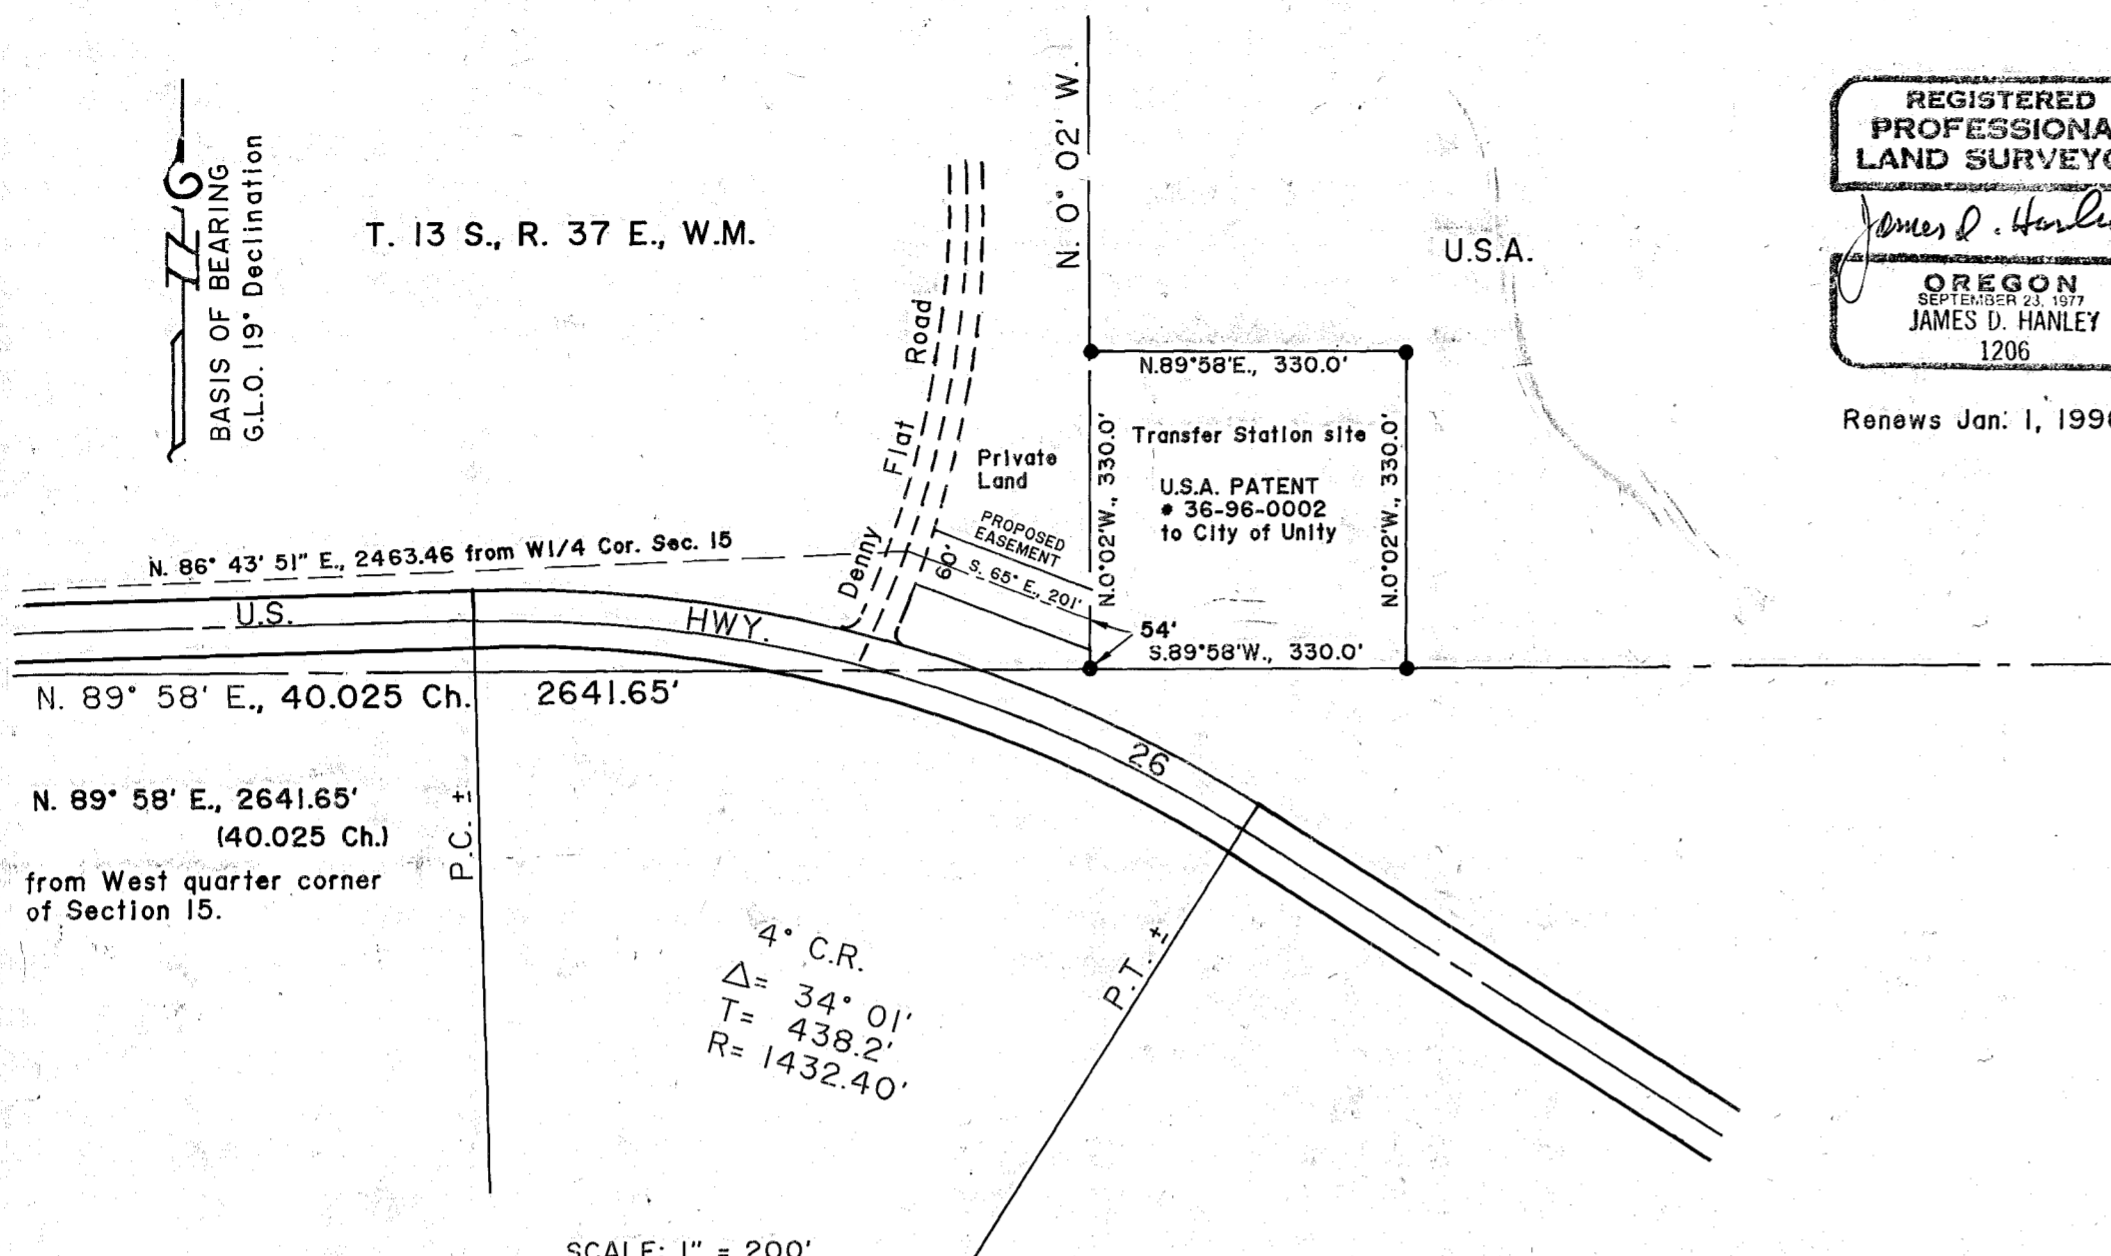 BASIS OF BEARING
G.L.O. 19° Declination
T. 13 S., R. 37 E., W.M.
N. 0° 02' W.
U.S.A.
REGISTERED
PROFESSIONA
LAND SURVEYO
James D. Hanl
OREGON
SEPTEMBER 23, 1977
JAMES D. HANLEY
1206
Renews Jan. 1, 199
Denny Flat Road
N.89°58'E., 330.0'
N.0°02'W., 330.0'
Transfer Station site
U.S.A. PATENT
# 36-96-0002
to City of Unity
N.0°02'W., 330.0'
Private
Land
PROPOSED
EASEMENT
60'
S. 65° E., 201'
54'
S.89°58'W., 330.0'
N. 86° 43' 51" E., 2463.46 from W1/4 Cor. Sec. 15
U.S. HWY. 26
N. 89° 58' E., 40.025 Ch. 2641.65'
N. 89° 58' E., 2641.65'
(40.025 Ch.)
from West quarter corner
of Section 15.
P.C. ±
P.T. ±
4° C.R.
Δ= 34° 01'
T= 438.2'
R= 1432.40'
SCALE: 1" = 200'